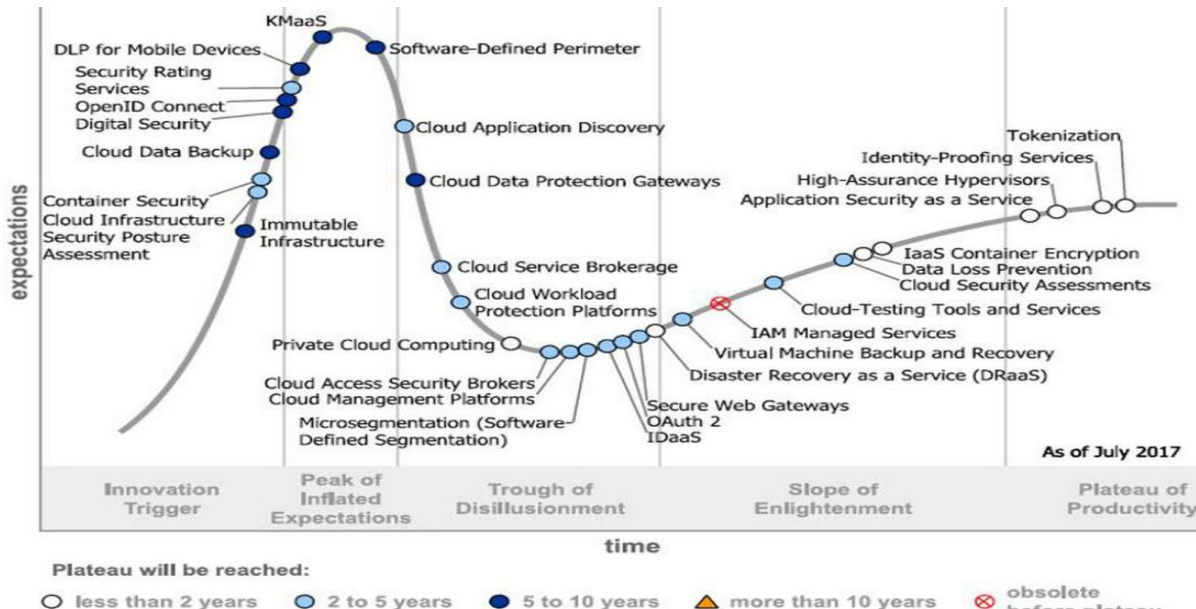 KMaaS
DLP for Mobile Devices
Software-Defined Perimeter
Security Rating
Services
OpenID Connect
Digital Security
Cloud Application Discovery
Tokenization
Cloud Data Backup
Identity-Proofing Services
Cloud Data Protection Gateways
High-Assurance Hypervisors
Container Security
Application Security as a Service
Cloud Infrastructure
Security Posture
Assessment
Immutable
Infrastructure
expectations
IaaS Container Encryption
Data Loss Prevention
Cloud Security Assessments
Cloud Service Brokerage
Cloud Workload
Protection Platforms
Cloud-Testing Tools and Services
IAM Managed Services
Private Cloud Computing
Virtual Machine Backup and Recovery
Disaster Recovery as a Service (DRaaS)
Cloud Access Security Brokers
Cloud Management Platforms
Microsegmentation (Software
Defined Segmentation)
Secure Web Gateways
OAuth 2
IDaaS
As of July 2017
Innovation
Trigger
Peak of
Inflated
Expectations
Trough of
Disillusionment
Slope of
Enlightenment
Plateau of
Productivity
time
Plateau will be reached:
less than 2 years
2 to 5 years
5 to 10 years
more than 10 years
obsolete
before plateau